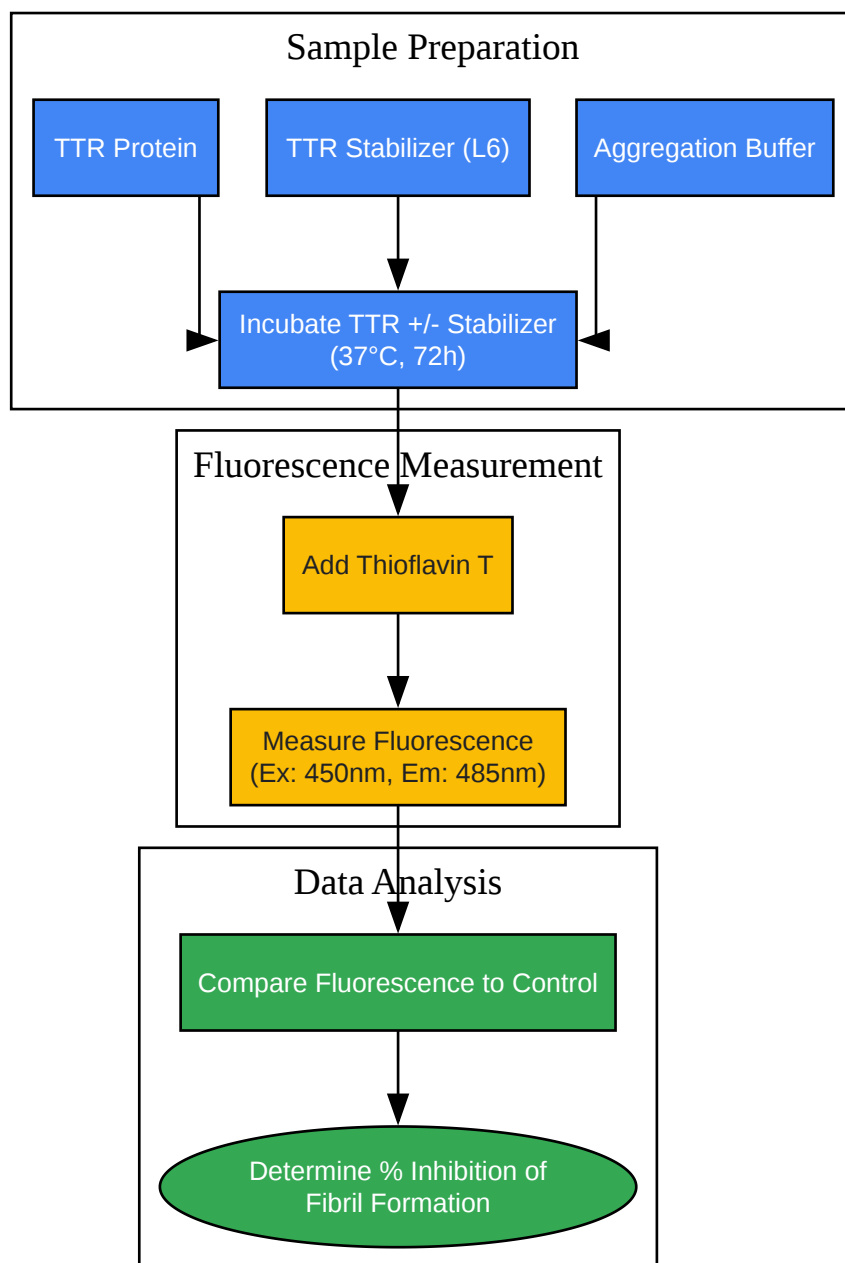 Sample Preparation
TTR Protein
TTR Stabilizer (L6)
Aggregation Buffer
Incubate TTR +/- Stabilizer
(37°C, 72h)
Fluorescence Measurement
Add Thioflavin T
Measure Fluorescence
(Ex: 450nm, Em: 485nm)
Data Analysis
Compare Fluorescence to Control
Determine % Inhibition of
Fibril Formation